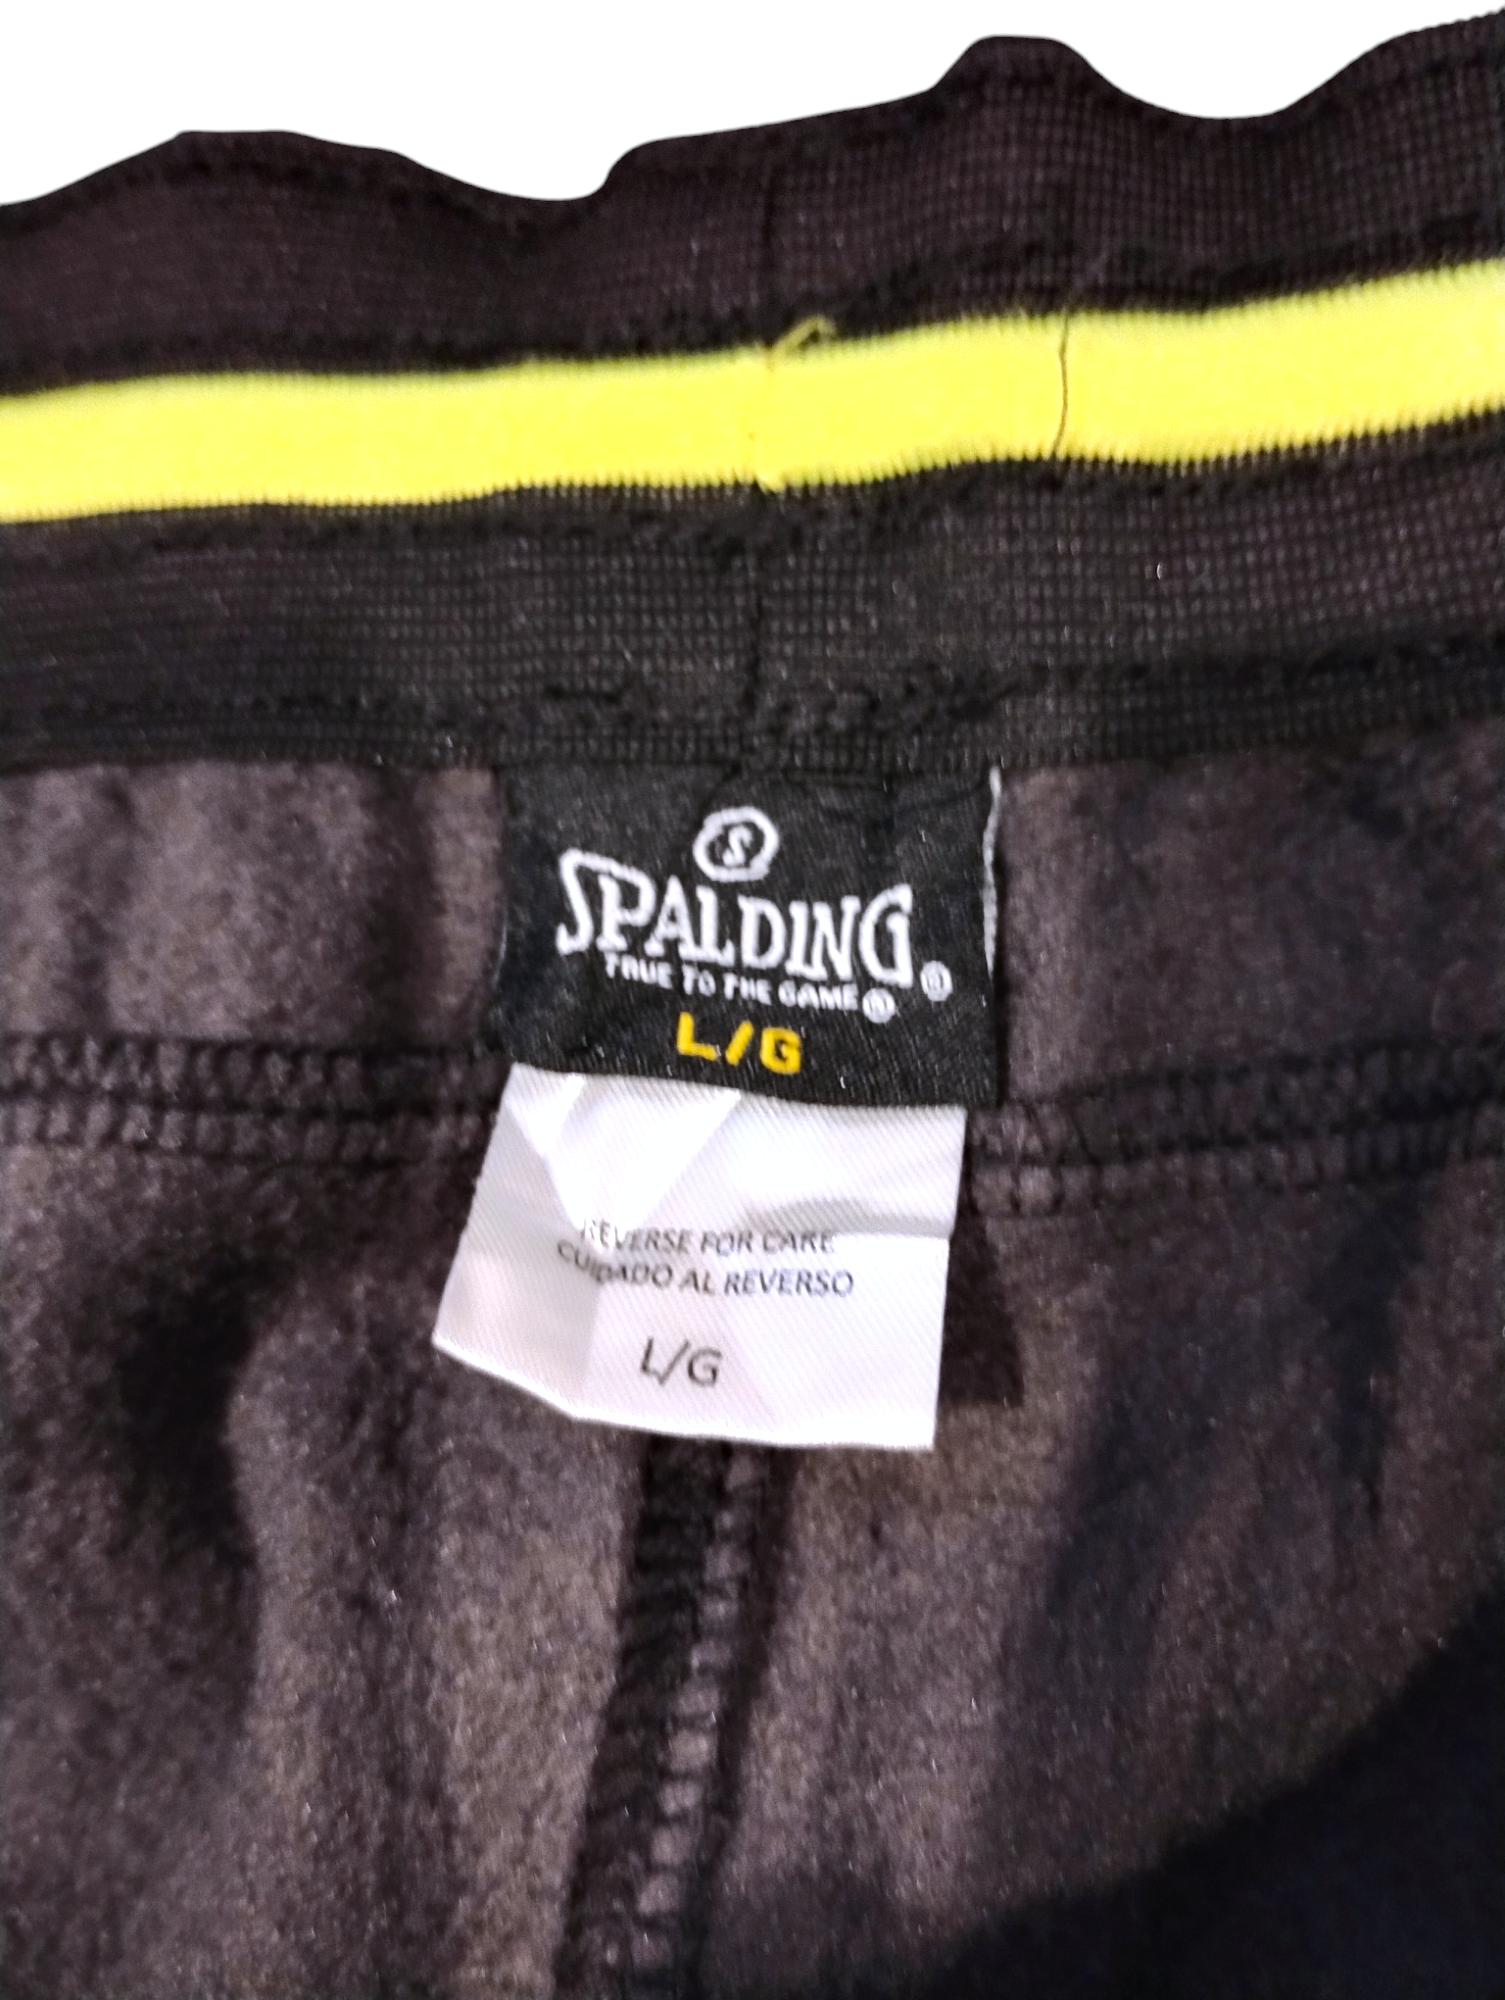 S
SPALDING®
TRUE TO THE GAME®
L/G
REVERSE FOR CARE
CUIDADO AL REVERSO
L/G